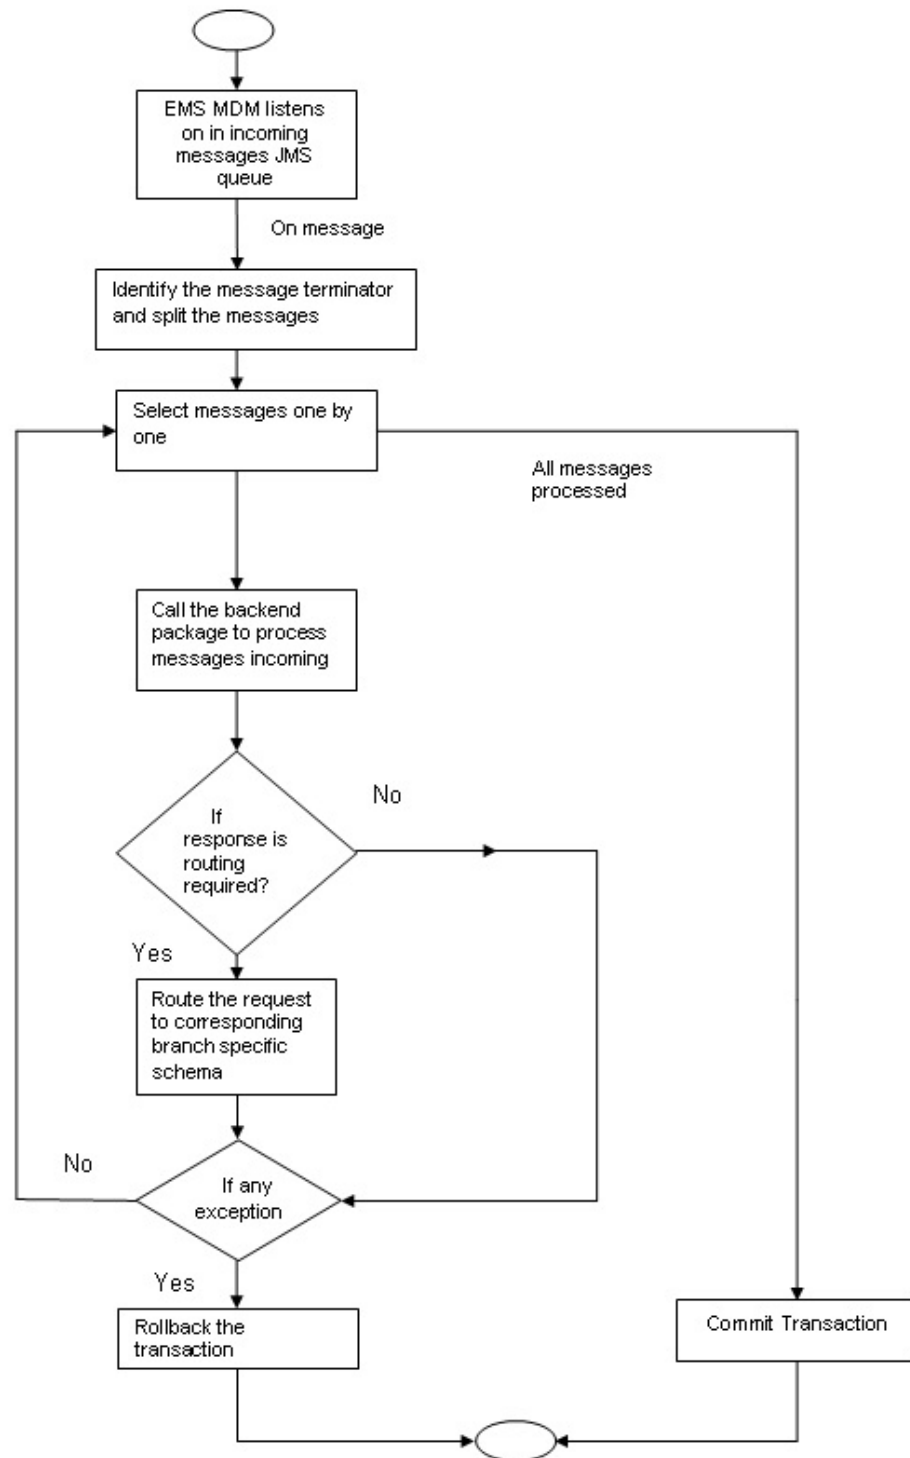 EMS MDM listens
on in incoming
messages JMS
queue
On message
Identify the message terminator
and split the messages
Select messages one by
one
All messages
processed
Call the backend
package to process
messages incoming
No
If
response is
routing
required?
Yes
Route the request
to corresponding
branch specific
schema
No
If any
exception
Yes
Rollback the
transaction
Commit Transaction